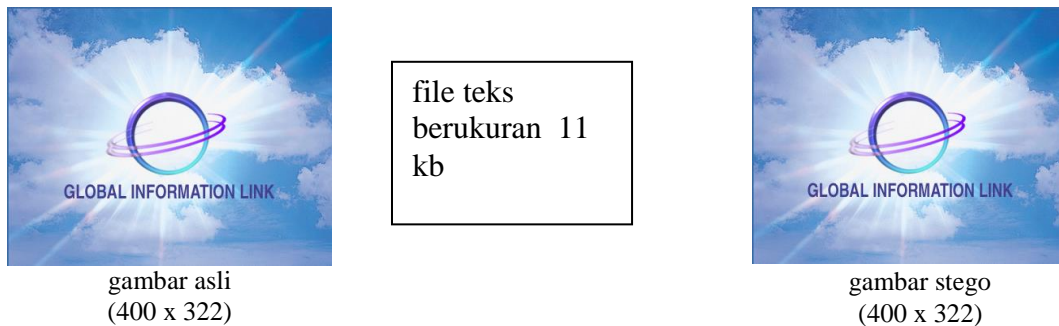 GLOBAL INFORMATION LINK
gambar asli
(400 x 322)
file teks
berukuran 11
kb
GLOBAL INFORMATION LINK
gambar stego
(400 x 322)